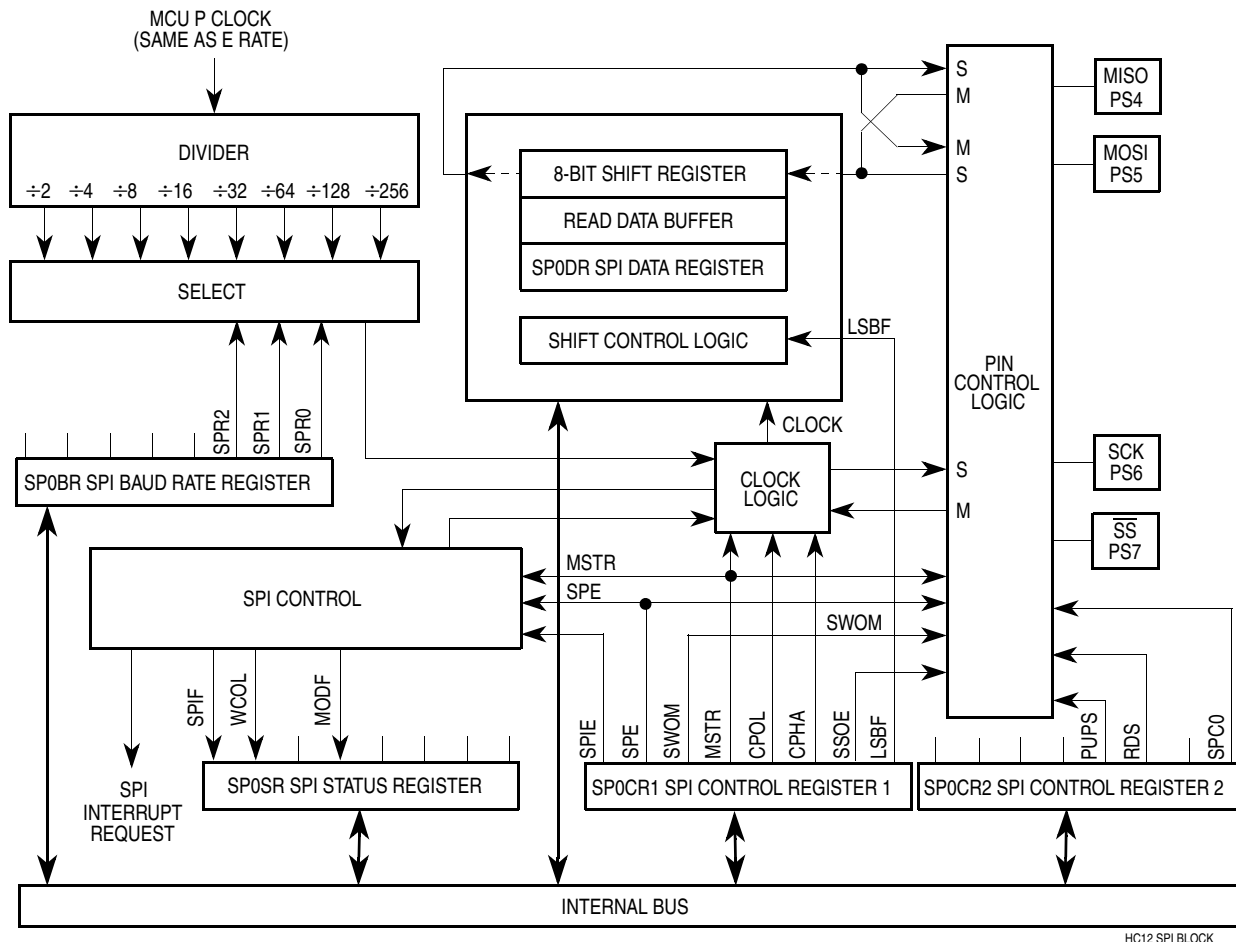 MCU P CLOCK
(SAME AS E RATE)
DIVIDER
÷2 ÷4 ÷8 ÷16 ÷32 ÷64 ÷128 ÷256
SELECT
SPR2
SPR1
SPR0
SP0BR SPI BAUD RATE REGISTER
8-BIT SHIFT REGISTER
READ DATA BUFFER
SP0DR SPI DATA REGISTER
SHIFT CONTROL LOGIC
LSBF
CLOCK
CLOCK
LOGIC
S
M
M
S
PIN
CONTROL
LOGIC
S
M
MISO
PS4
MOSI
PS5
SCK
PS6
SS
PS7
SPI CONTROL
MSTR
SPE
SWOM
SPIF
WCOL
MODF
SPI
INTERRUPT
REQUEST
SP0SR SPI STATUS REGISTER
SPIE
SPE
SWOM
MSTR
CPOL
CPHA
SSOE
LSBF
SP0CR1 SPI CONTROL REGISTER 1
PUPS
RDS
SPC0
SP0CR2 SPI CONTROL REGISTER 2
INTERNAL BUS
HC12 SPI BLOCK